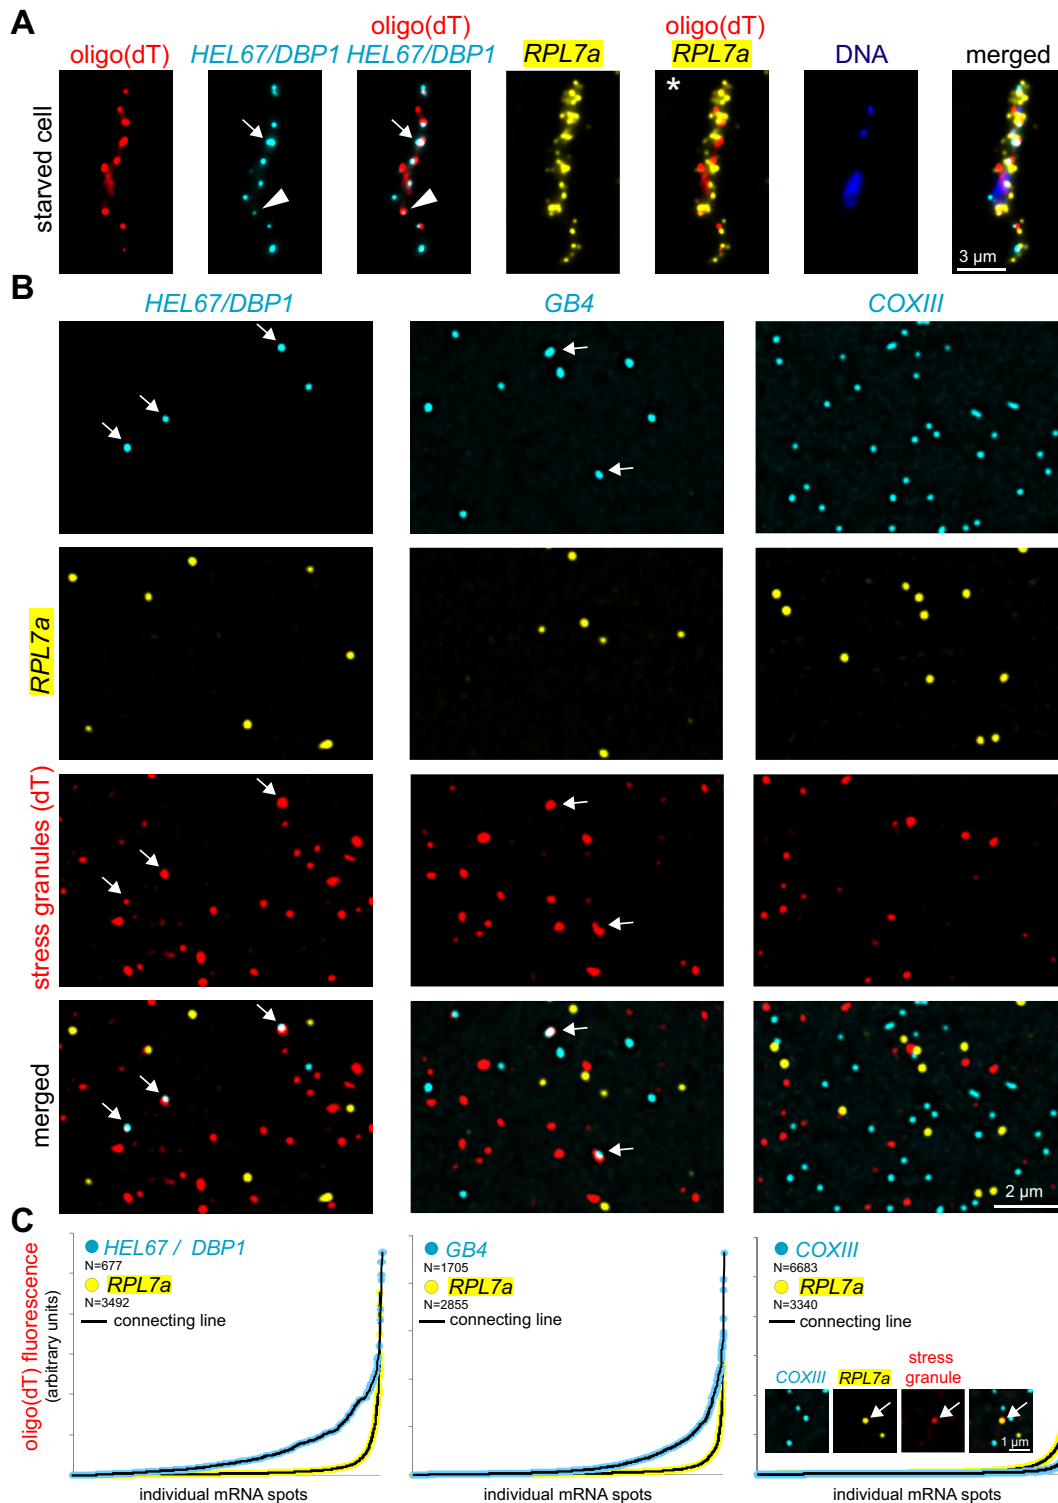 A
oligo(dT)
HEL67/DBP1
oligo(dT)
HEL67/DBP1
RPL7a
oligo(dT)
RPL7a
DNA
merged
starved cell
*
3 µm
B
HEL67/DBP1
GB4
COXIII
RPL7a
stress granules (dT)
merged
2 µm
C
oligo(dT) fluorescence
(arbitrary units)
HEL67 / DBP1
N=677
RPL7a
N=3492
connecting line
individual mRNA spots
GB4
N=1705
RPL7a
N=2855
connecting line
individual mRNA spots
COXIII
N=6683
RPL7a
N=3340
connecting line
COXIII
RPL7a
stress
granule
1 µm
individual mRNA spots